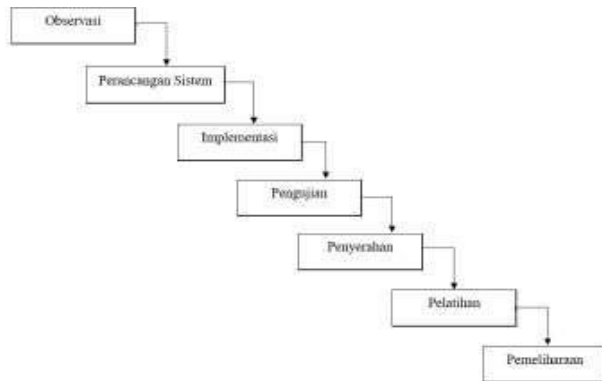 Observasi
Perancangan Sistem
Implementasi
Pengujian
Penyerahan
Pelatihan
Pemeliharaan